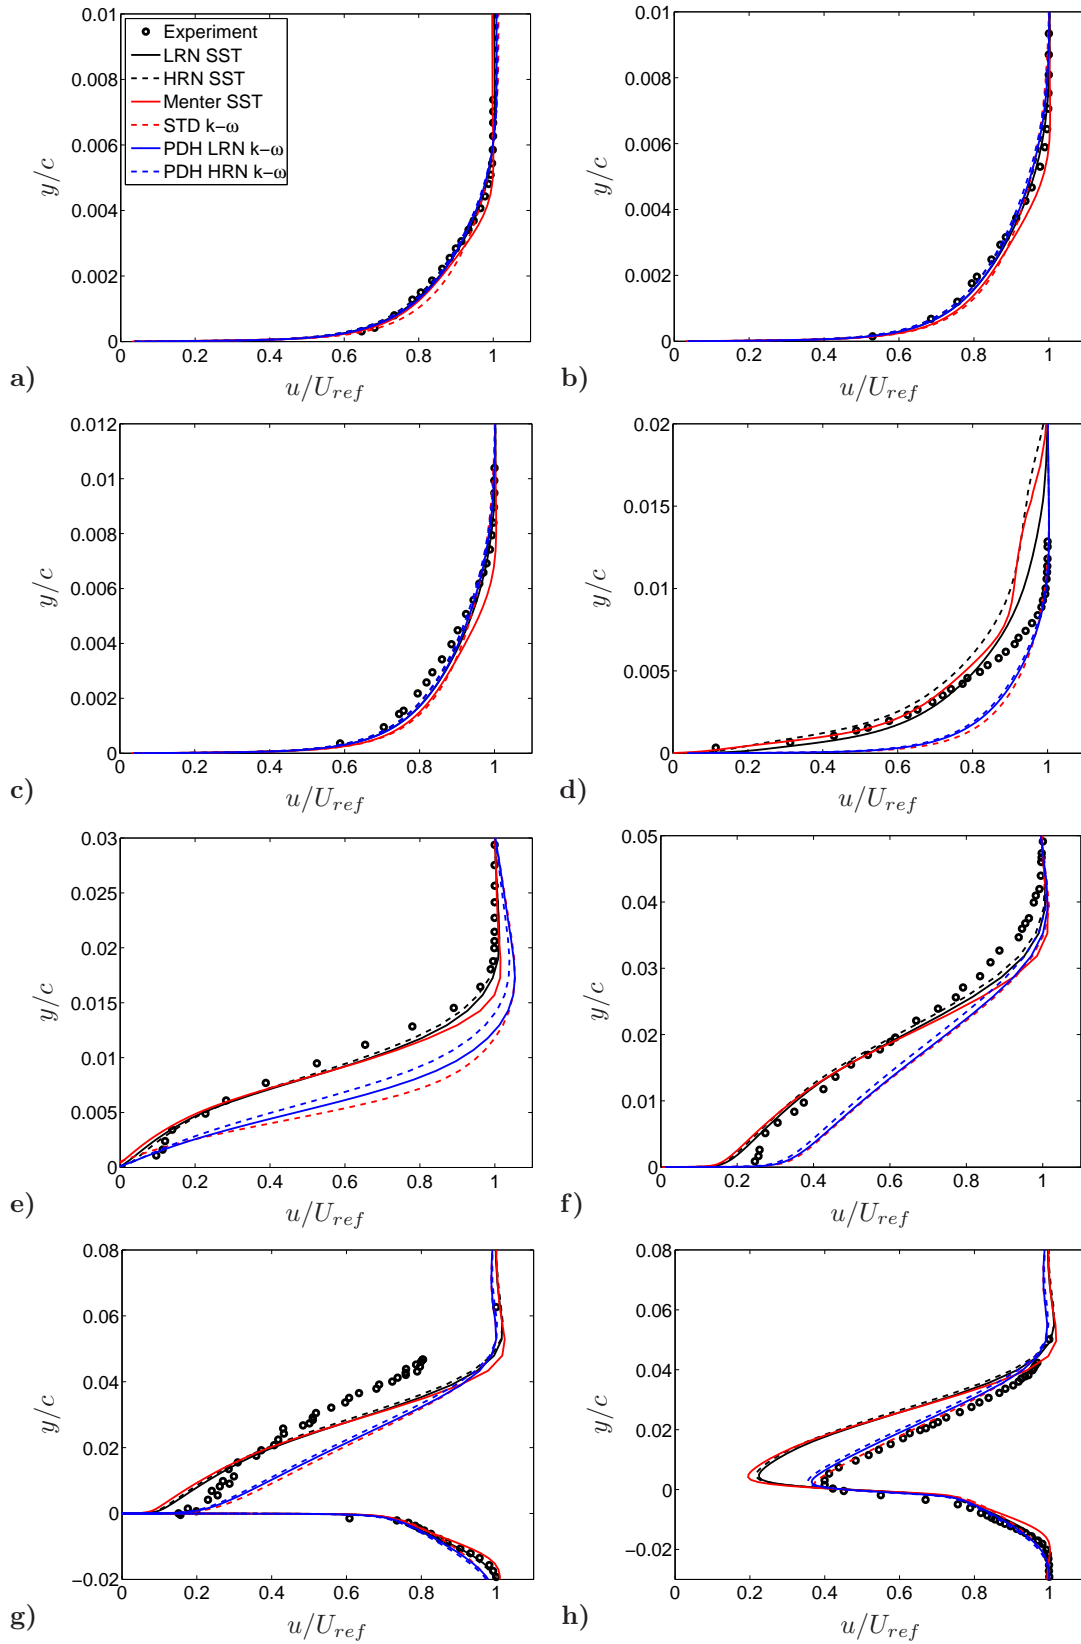 0.01
0.008
0.006
0.004
0.002
0
y/c
Experiment
LRN SST
HRN SST
Menter SST
STD k−ω
PDH LRN k−ω
PDH HRN k−ω
0 0.2 0.4 0.6 0.8 1
u/U_ref
a)
0.01
0.008
0.006
0.004
0.002
0
y/c
0 0.2 0.4 0.6 0.8 1
u/U_ref
b)
0.012
0.01
0.008
0.006
0.004
0.002
0
y/c
0 0.2 0.4 0.6 0.8 1
u/U_ref
c)
0.02
0.015
0.01
0.005
0
y/c
0 0.2 0.4 0.6 0.8 1
u/U_ref
d)
0.03
0.025
0.02
0.015
0.01
0.005
0
y/c
0 0.2 0.4 0.6 0.8 1
u/U_ref
e)
0.05
0.04
0.03
0.02
0.01
0
y/c
0 0.2 0.4 0.6 0.8 1
u/U_ref
f)
0.08
0.06
0.04
0.02
0
−0.02
y/c
0 0.2 0.4 0.6 0.8 1
u/U_ref
g)
0.08
0.06
0.04
0.02
0
−0.02
y/c
0 0.2 0.4 0.6 0.8 1
u/U_ref
h)